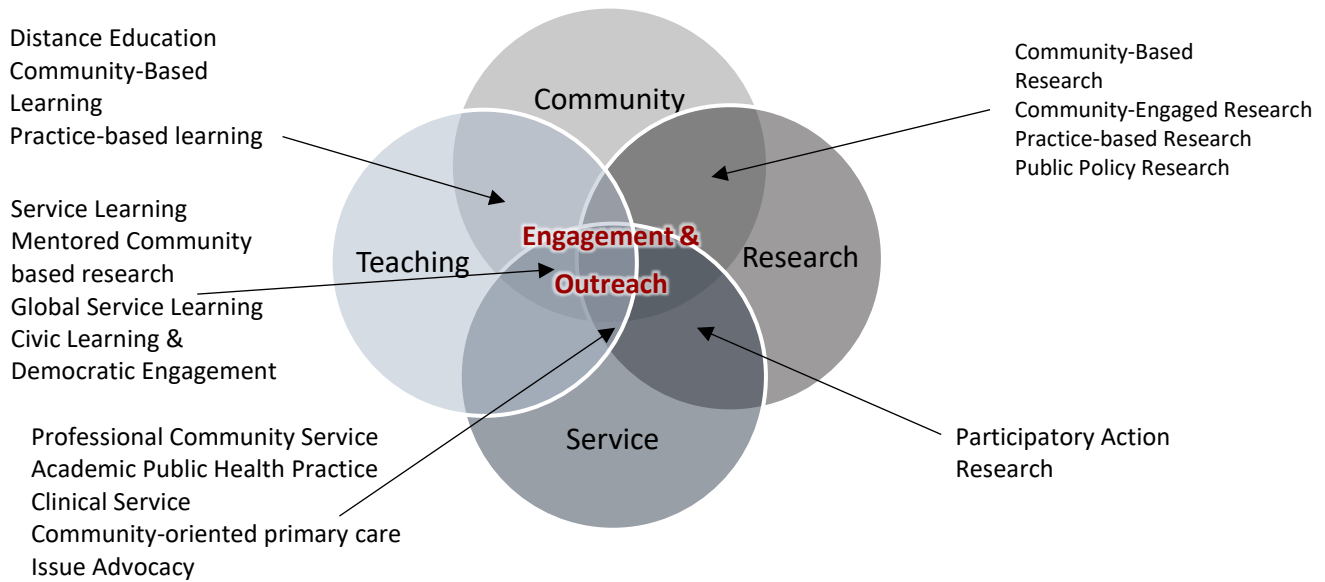 Distance Education
Community-Based
Learning
Practice-based learning
Service Learning
Mentored Community
based research
Global Service Learning
Civic Learning &
Democratic Engagement
Professional Community Service
Academic Public Health Practice
Clinical Service
Community-oriented primary care
Issue Advocacy
Community
Teaching
Engagement &
Outreach
Research
Service
Community-Based
Research
Community-Engaged Research
Practice-based Research
Public Policy Research
Participatory Action
Research